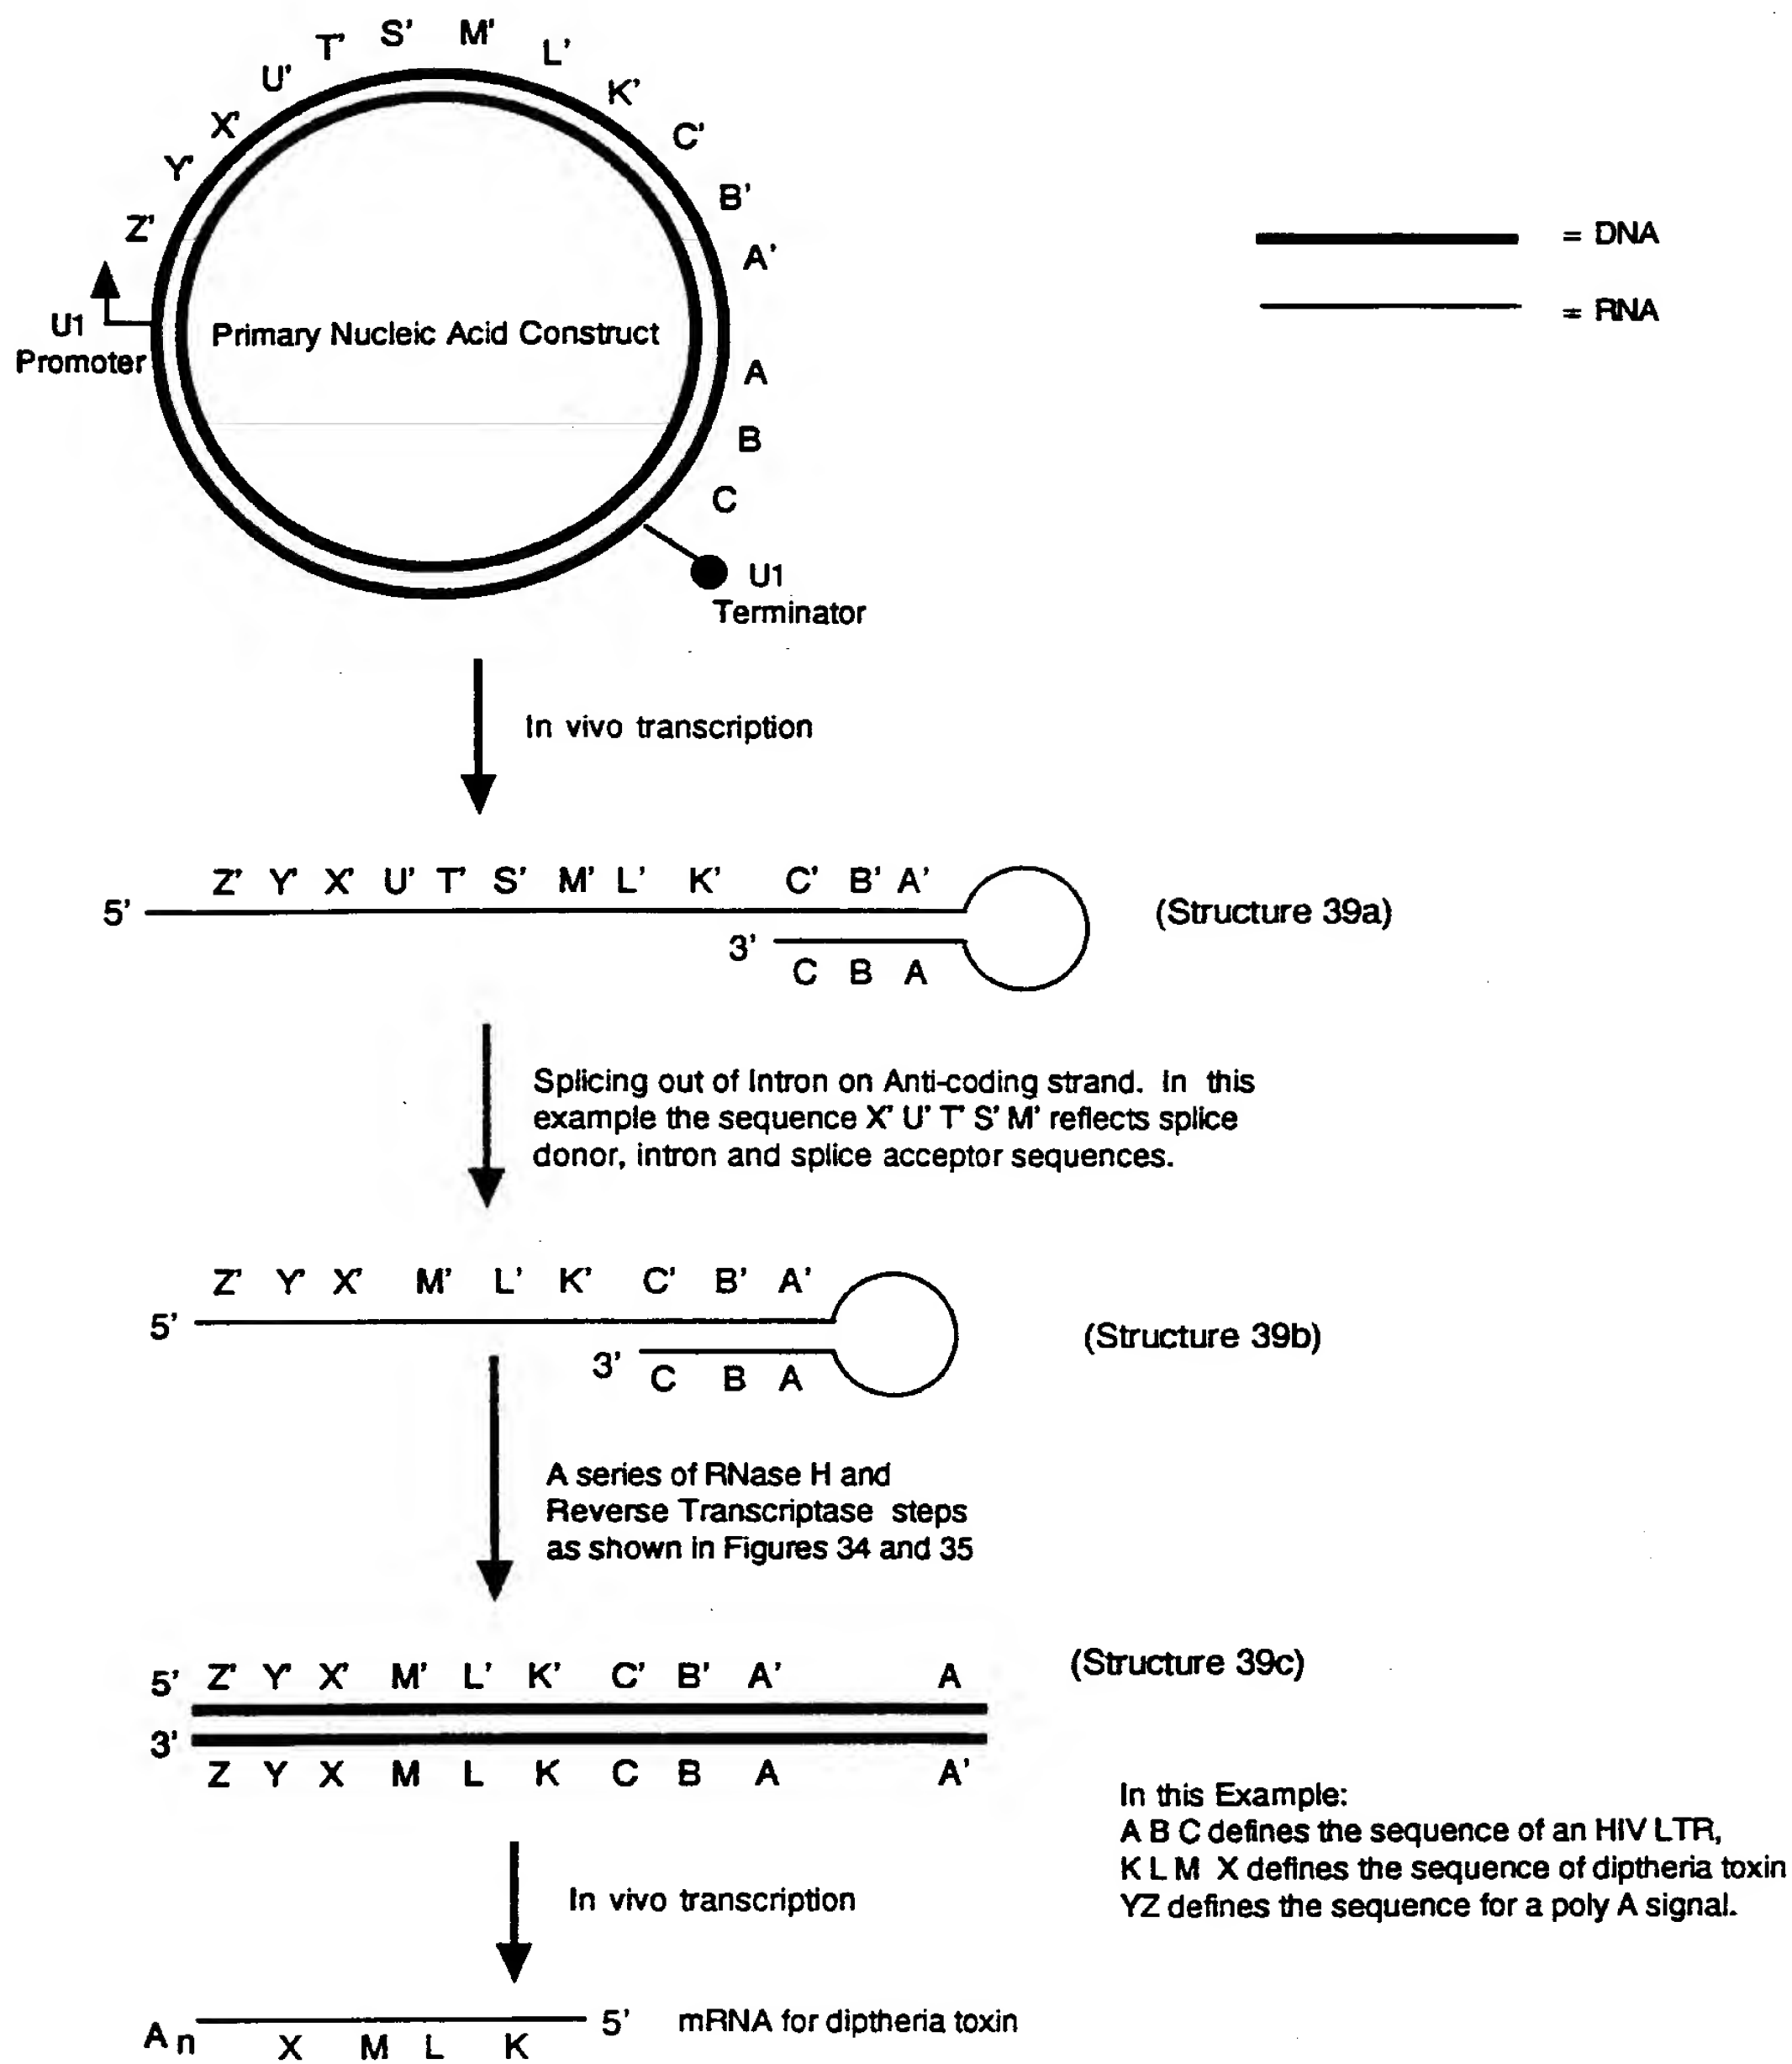 T' S' M'
U' L'
X' K'
Y' C'
Z' B'
A'
= DNA
= RNA
U1
Promoter
Primary Nucleic Acid Construct
A
B
C
U1
Terminator
In vivo transcription
Z' Y' X' U' T' S' M' L' K' C' B' A'
5'
(Structure 39a)
3'
C B A
Splicing out of Intron on Anti-coding strand. In this
example the sequence X' U' T' S' M' reflects splice
donor, intron and splice acceptor sequences.
Z' Y' X' M' L' K' C' B' A'
5'
(Structure 39b)
3'
C B A
A series of RNase H and
Reverse Transcriptase steps
as shown in Figures 34 and 35
(Structure 39c)
5' Z' Y' X' M' L' K' C' B' A' A
3'
Z Y X M L K C B A A'
In this Example:
A B C defines the sequence of an HIV LTR,
K L M X defines the sequence of diptheria toxin
YZ defines the sequence for a poly A signal.
In vivo transcription
An 5' mRNA for diptheria toxin
X M L K